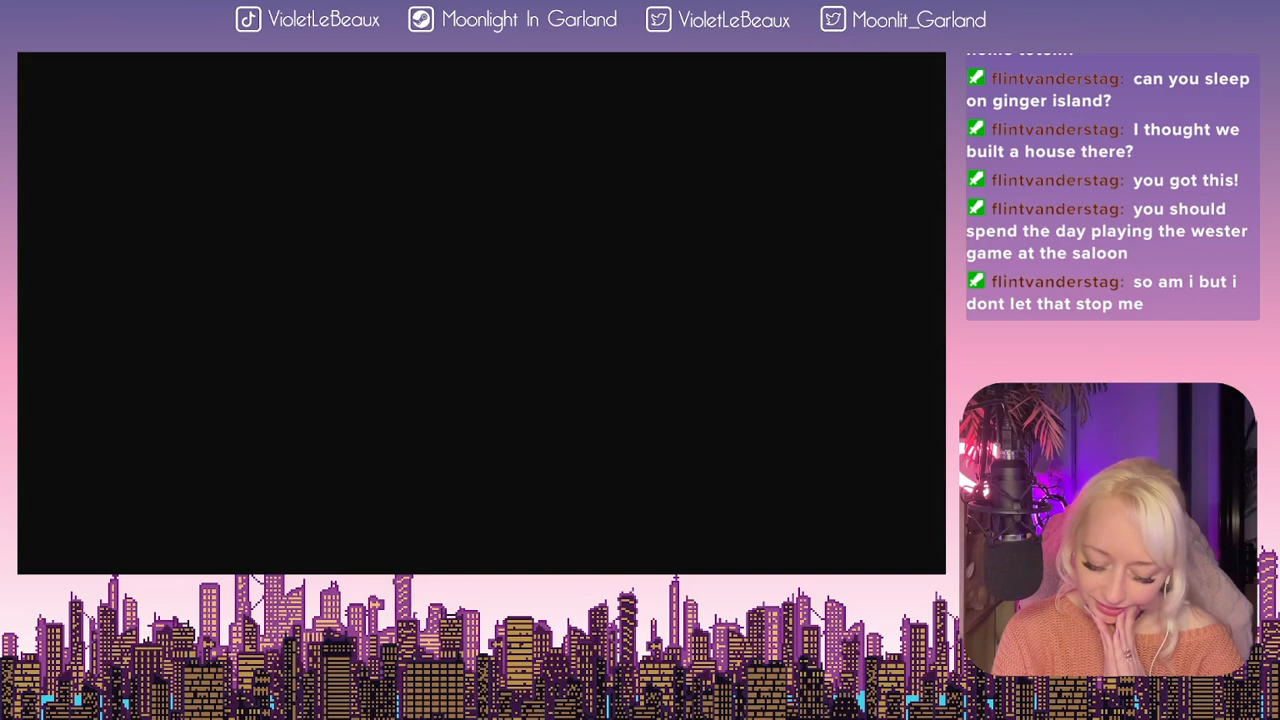 VioletLeBeaux Moonlight In Garland VioletLeBeaux Moonlit_Garland
flintvanderstag: can you sleep
on ginger island?
flintvanderstag: I thought we
built a house there?
flintvanderstag: you got this!
flintvanderstag: you should
spend the day playing the wester
game at the saloon
flintvanderstag: so am i but i
dont let that stop me